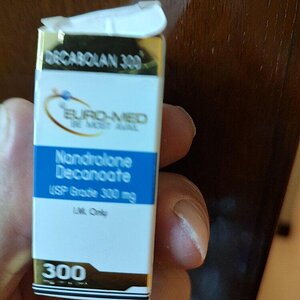 DECABOLAN 300
EURO-MED
BE MOST AVAIL
Nandrolone
Decanoate
USP Grade 300 mg
I.M. Only
300